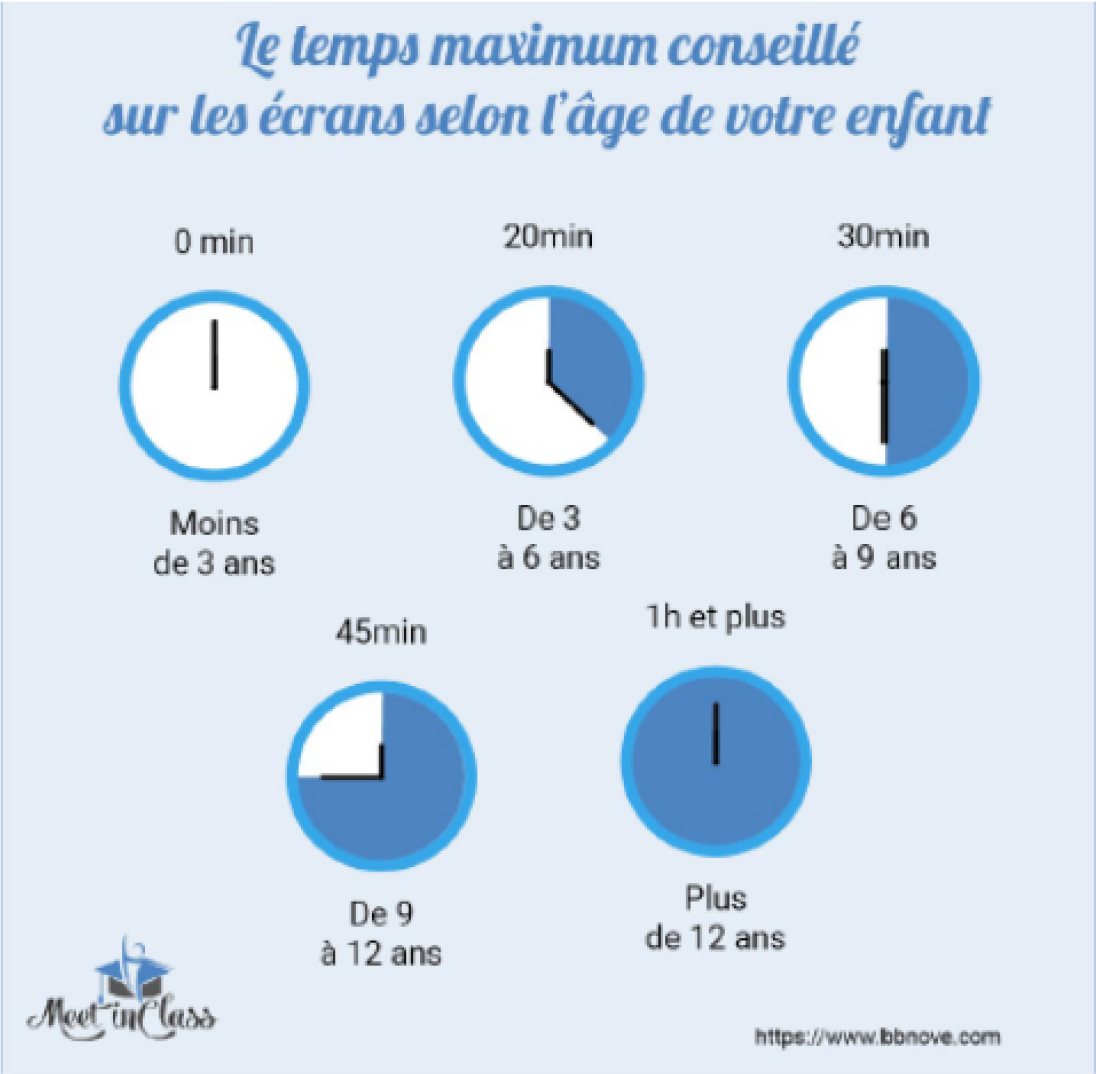 Le temps maximum conseillé
sur les écrans selon l'âge de votre enfant
0 min
20min
30min
Moins
de 3 ans
De 3
à 6 ans
De 6
à 9 ans
45min
1h et plus
De 9
à 12 ans
Plus
de 12 ans
Meet in Class
https://www.bbnove.com